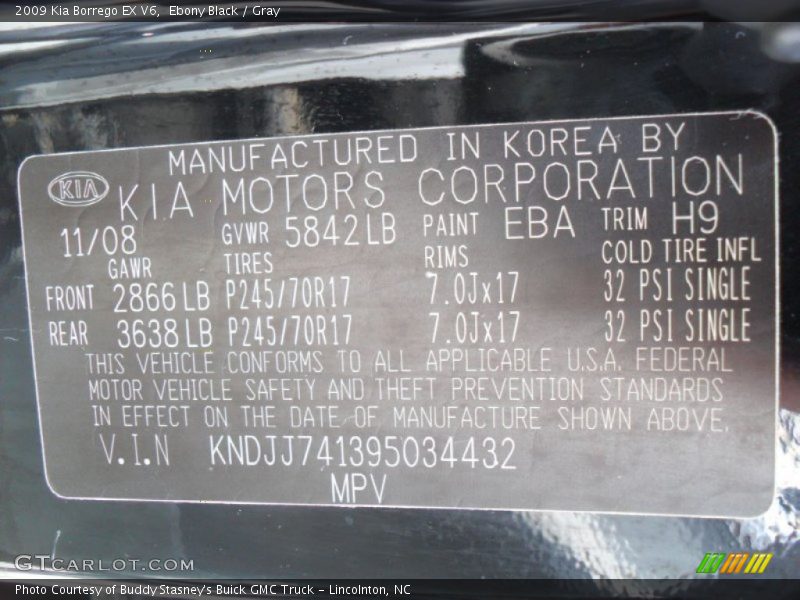 2009 Kia Borrego EX V6, Ebony Black / Gray
MANUFACTURED IN KOREA BY
KIA KIA MOTORS CORPORATION
11/08 GVWR 5842LB PAINT EBA TRIM H9
GAWR TIRES RIMS COLD TIRE INFL
FRONT 2866LB P245/70R17 7.0Jx17 32 PSI SINGLE
REAR 3638LB P245/70R17 7.0Jx17 32 PSI SINGLE
THIS VEHICLE CONFORMS TO ALL APPLICABLE U.S.A. FEDERAL
MOTOR VEHICLE SAFETY AND THEFT PREVENTION STANDARDS
IN EFFECT ON THE DATE OF MANUFACTURE SHOWN ABOVE.
V.I.N KNDJJ741395034432
MPV
GTCARLOT.COM
Photo Courtesy of Buddy Stasney's Buick GMC Truck - Lincolnton, NC